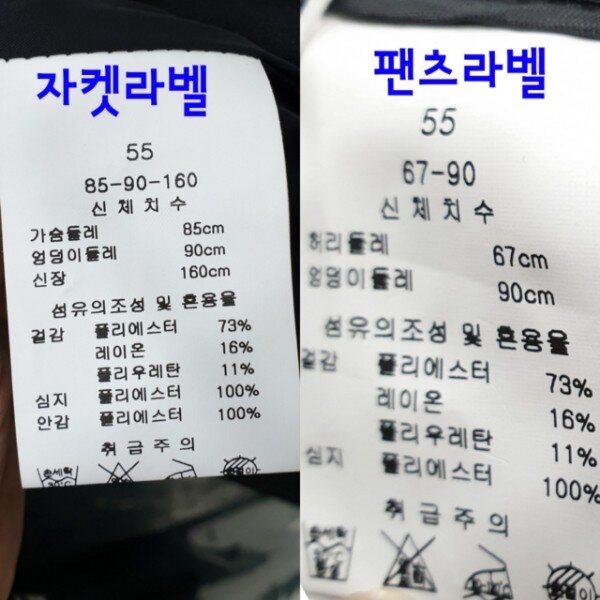 자켓라벨
55
85-90-160
신체치수
가슴둘레 85cm
엉덩이둘레 90cm
신장 160cm
섬유의조성 및 혼용율
겉감 폴리에스터 73%
레이온 16%
폴리우레탄 11%
심지 폴리에스터 100%
안감 폴리에스터 100%
취급주의
손세탁
팬츠라벨
55
67-90
신체치수
허리둘레 67cm
엉덩이둘레 90cm
섬유의조성 및 혼용율
겉감 폴리에스터 73%
레이온 16%
폴리우레탄 11%
심지 폴리에스터 100%
취급주의
손세탁